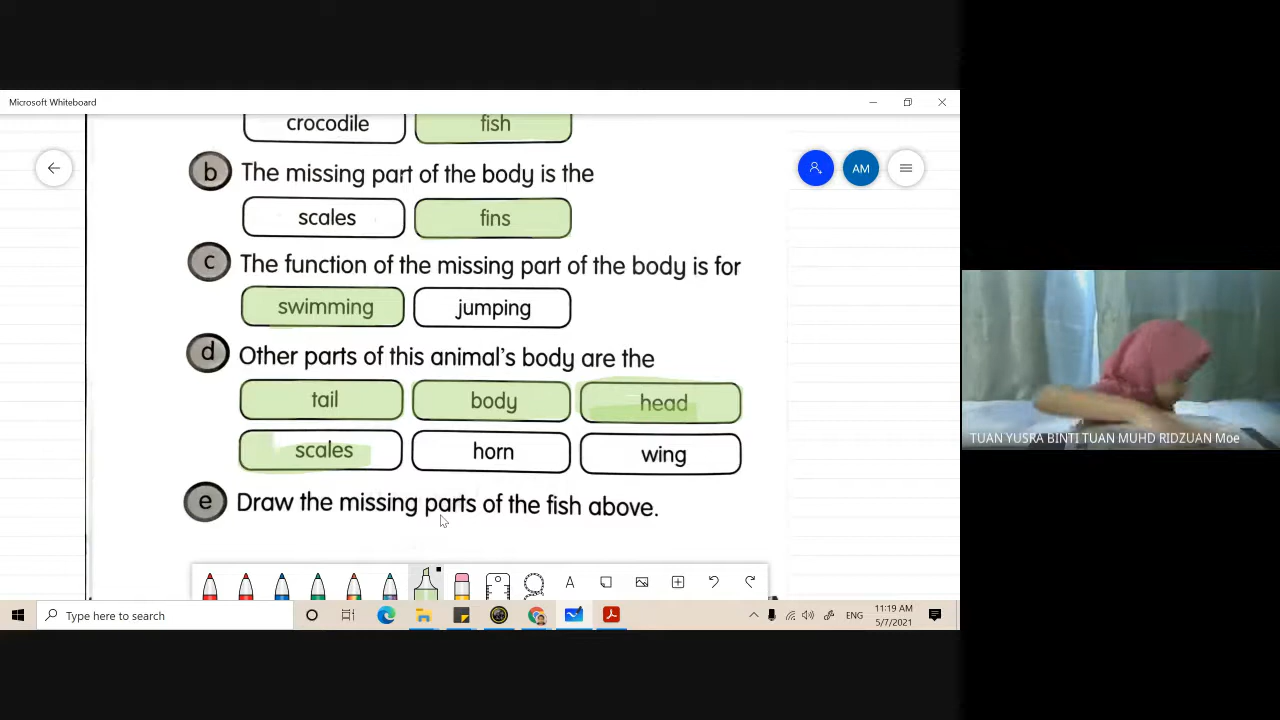 Microsoft Whiteboard
crocodile fish
b The missing part of the body is the
scales fins
AM
c The function of the missing part of the body is for
swimming jumping
d Other parts of this animal's body are the
tail body head
scales horn wing
e Draw the missing parts of the fish above.
TUAN YUSRA BINTI TUAN MUHD RIDZUAN Moe
A
Type here to search
ENG
11:19 AM
5/7/2021